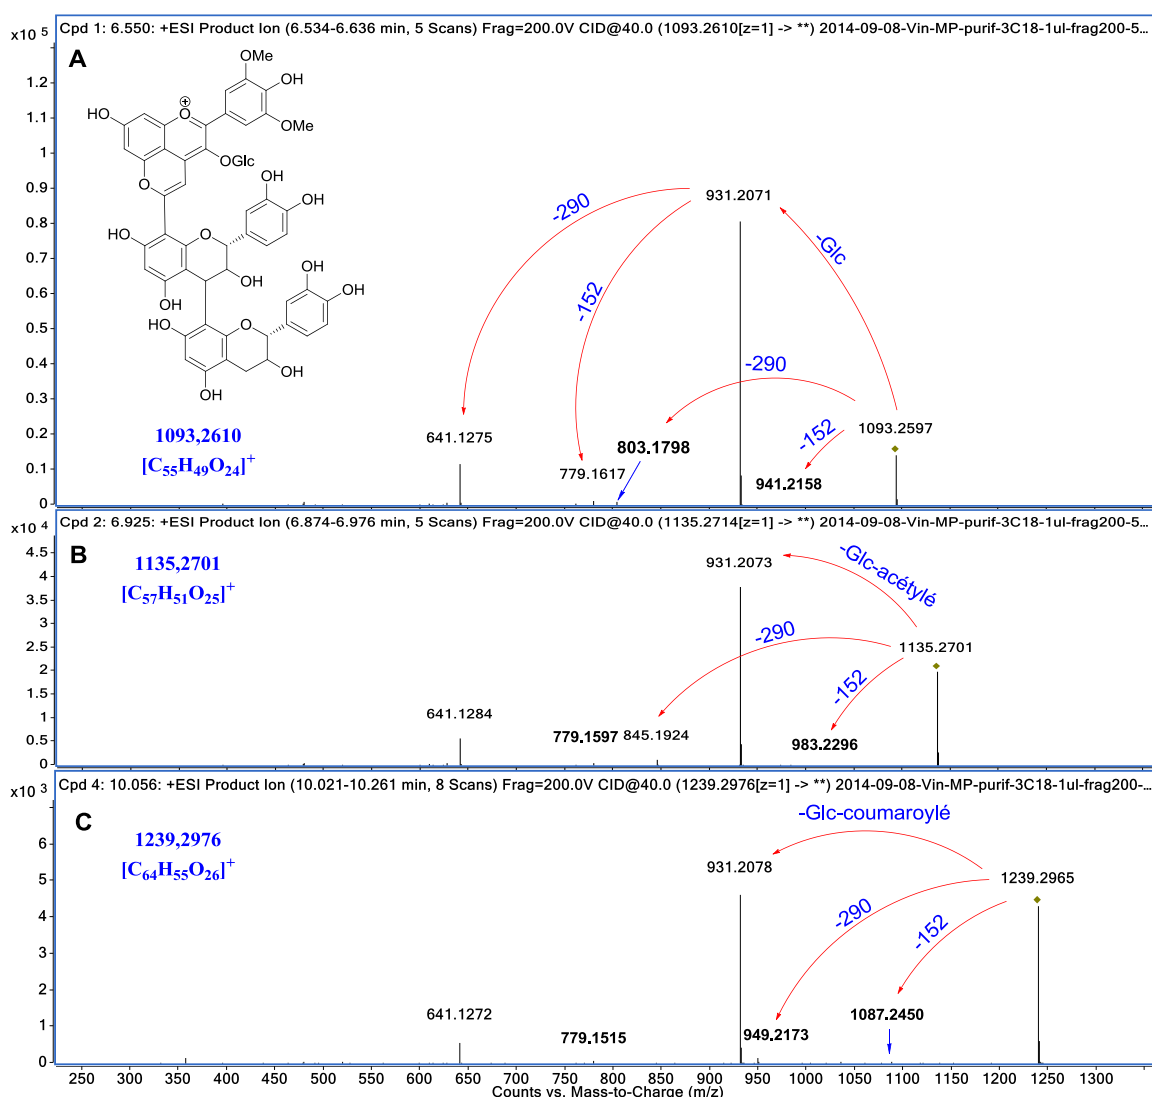 Cpd 1: 6.550: +ESI Product Ion (6.534-6.636 min, 5 Scans) Frag=200.0V CID@40.0 (1093.2610[z=1] -> **) 2014-09-08-Vin-MP-purif-3C18-1ul-frag200-5...
x10 5
A
1.2
1.1
1
0.9
0.8
0.7
0.6
0.5
0.4
0.3
0.2
0.1
0
OMe
OH
OMe
HO
O
⊕
OGlc
O
HO
OH
HO
O
OH
OH
HO
OH
HO
O
OH
OH
1093,2610
[C55H49O24]+
-290
-152
931.2071
-Glc
-290
-152
1093.2597
641.1275
779.1617
803.1798
941.2158
Cpd 2: 6.925: +ESI Product Ion (6.874-6.976 min, 5 Scans) Frag=200.0V CID@40.0 (1135.2714[z=1] -> **) 2014-09-08-Vin-MP-purif-3C18-1ul-frag200-5...
x10 4
B
4.5
4
3.5
3
2.5
2
1.5
1
0.5
0
1135,2701
[C57H51O25]+
931.2073
-Glc-acétylé
-290
1135.2701
-152
641.1284
779.1597
845.1924
983.2296
Cpd 4: 10.056: +ESI Product Ion (10.021-10.261 min, 8 Scans) Frag=200.0V CID@40.0 (1239.2976[z=1] -> **) 2014-09-08-Vin-MP-purif-3C18-1ul-frag200-...
x10 3
C
6
5
4
3
2
1
0
1239,2976
[C64H55O26]+
-Glc-coumaroylé
931.2078
1239.2965
-290
-152
641.1272
779.1515
949.2173
1087.2450
250 300 350 400 450 500 550 600 650 700 750 800 850 900 950 1000 1050 1100 1150 1200 1250 1300
Counts vs. Mass-to-Charge (m/z)